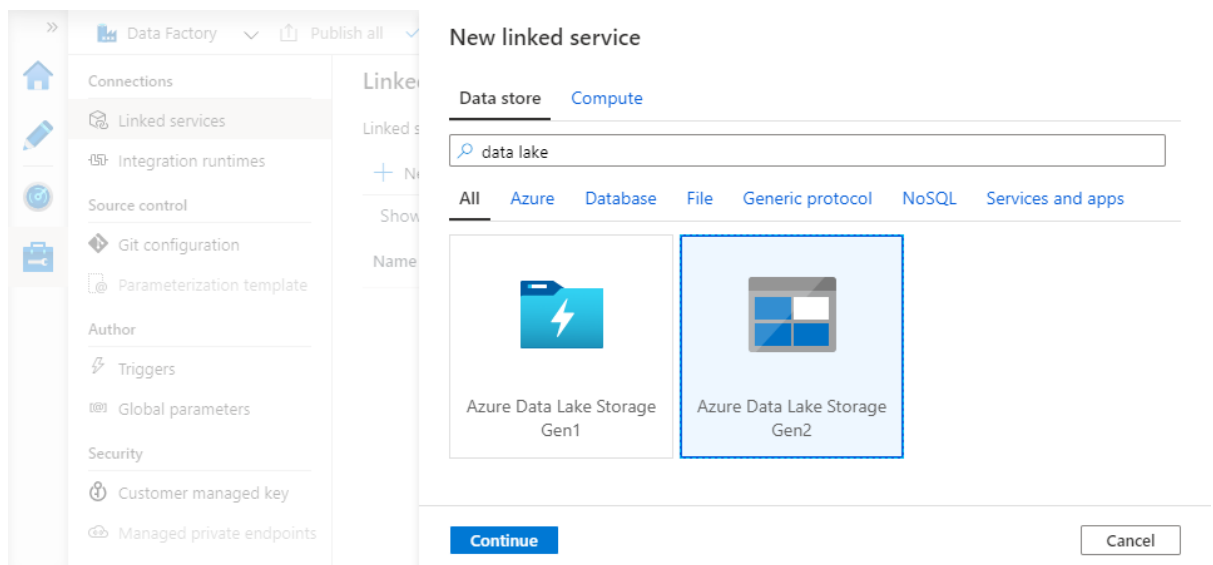 Data Factory
Publish all
Connections
Linked services
Integration runtimes
Source control
Git configuration
Parameterization template
Author
Triggers
Global parameters
Security
Customer managed key
Managed private endpoints
New linked service
Data store
Compute
data lake
All
Azure
Database
File
Generic protocol
NoSQL
Services and apps
Name
Show
Azure Data Lake Storage
Gen1
Azure Data Lake Storage
Gen2
Continue
Cancel